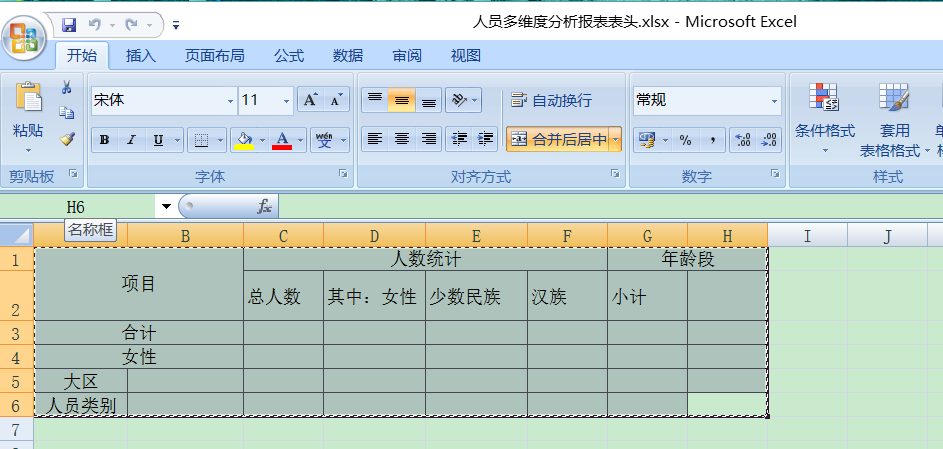 人员多维度分析报表表头.xlsx - Microsoft Excel
开始 插入 页面布局 公式 数据 审阅 视图
宋体 11 A A 自动换行 常规
粘贴 条件格式 套用
表格格式
B I U A wén 文 合并后居中 % , .00 .0
剪贴板 字体 对齐方式 数字 样式
H6 fx
名称框
B C D E F G H I J
1 项目 人数统计 年龄段
2 总人数 其中：女性 少数民族 汉族 小计
3 合计
4 女性
5 大区
6 人员类别
7